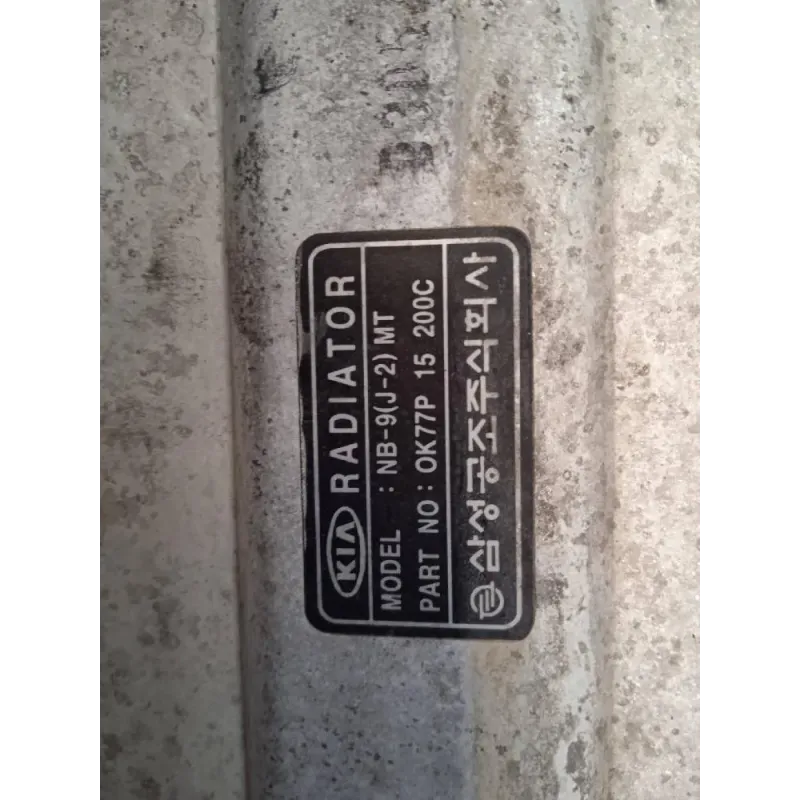 KIA RADIATOR
MODEL : NB-9(J-2)MT
PART NO : OK77P 15 200C
삼성공조주식회사